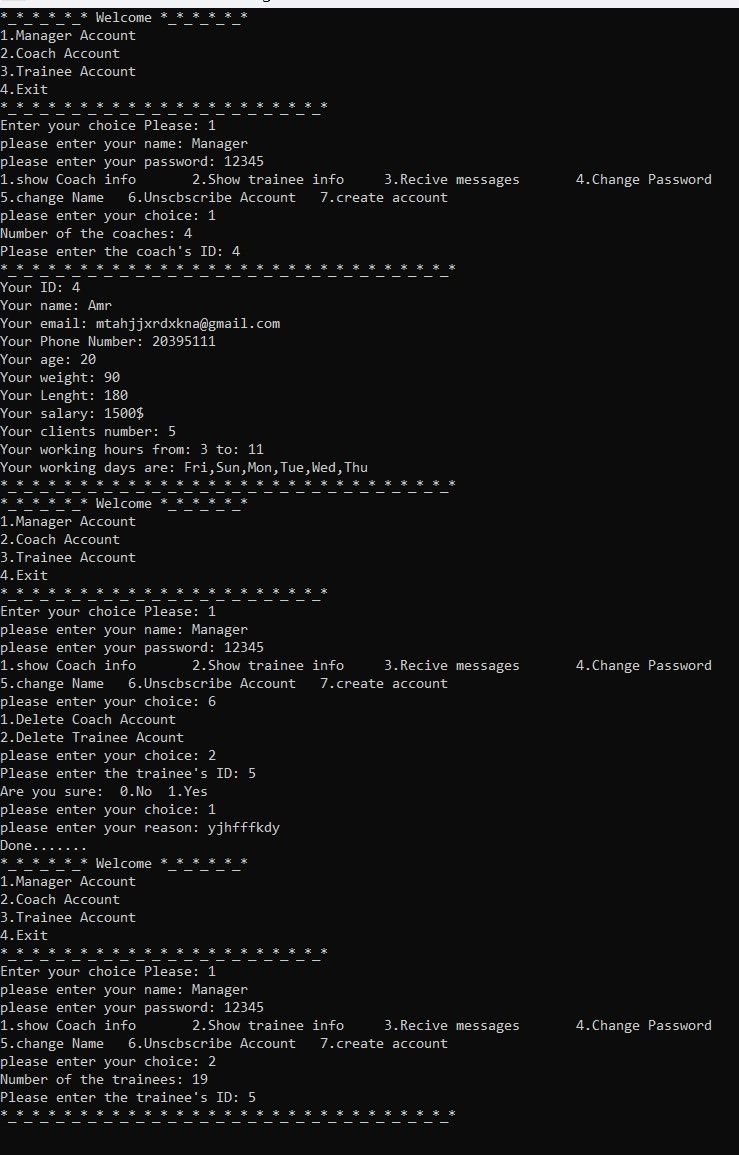 *_*_*_*_*_* Welcome *_*_*_*_*_*
1.Manager Account
2.Coach Account
3.Trainee Account
4.Exit
*_*_*_*_*_*_*_*_*_*_*_*_*_*_*_*_*_*_*_*_*
Enter your choice Please: 1
please enter your name: Manager
please enter your password: 12345
1.show Coach info       2.Show trainee info     3.Recive messages       4.Change Password
5.change Name   6.Unscbscribe Account   7.create account
please enter your choice: 1
Number of the coaches: 4
Please enter the coach's ID: 4
*_*_*_*_*_*_*_*_*_*_*_*_*_*_*_*_*_*_*_*_*_*_*_*_*_*_*_*_*
Your ID: 4
Your name: Amr
Your email: mtahjjxrdxkna@gmail.com
Your Phone Number: 20395111
Your age: 20
Your weight: 90
Your Lenght: 180
Your salary: 1500$
Your clients number: 5
Your working hours from: 3 to: 11
Your working days are: Fri,Sun,Mon,Tue,Wed,Thu
*_*_*_*_*_*_*_*_*_*_*_*_*_*_*_*_*_*_*_*_*_*_*_*_*_*_*_*_*
*_*_*_*_*_* Welcome *_*_*_*_*_*
1.Manager Account
2.Coach Account
3.Trainee Account
4.Exit
*_*_*_*_*_*_*_*_*_*_*_*_*_*_*_*_*_*_*_*_*
Enter your choice Please: 1
please enter your name: Manager
please enter your password: 12345
1.show Coach info       2.Show trainee info     3.Recive messages       4.Change Password
5.change Name   6.Unscbscribe Account   7.create account
please enter your choice: 6
1.Delete Coach Account
2.Delete Trainee Acount
please enter your choice: 2
Please enter the trainee's ID: 5
Are you sure:  0.No  1.Yes
please enter your choice: 1
please enter your reason: yjhfffkdy
Done.......
*_*_*_*_*_* Welcome *_*_*_*_*_*
1.Manager Account
2.Coach Account
3.Trainee Account
4.Exit
*_*_*_*_*_*_*_*_*_*_*_*_*_*_*_*_*_*_*_*_*
Enter your choice Please: 1
please enter your name: Manager
please enter your password: 12345
1.show Coach info       2.Show trainee info     3.Recive messages       4.Change Password
5.change Name   6.Unscbscribe Account   7.create account
please enter your choice: 2
Number of the trainees: 19
Please enter the trainee's ID: 5
*_*_*_*_*_*_*_*_*_*_*_*_*_*_*_*_*_*_*_*_*_*_*_*_*_*_*_*_*